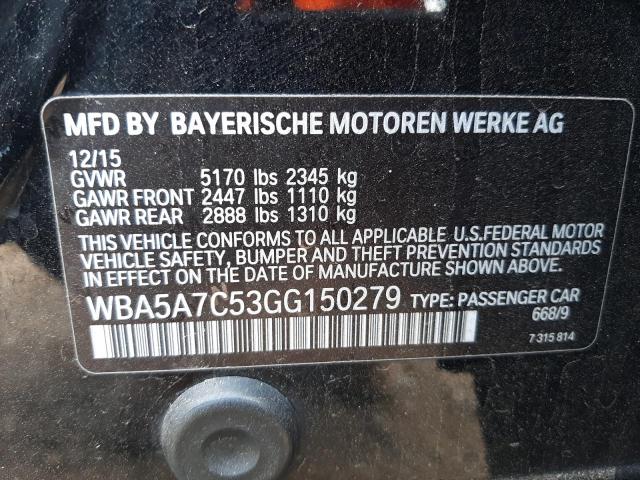 MFD BY BAYERISCHE MOTOREN WERKE AG
12/15
GVWR 5170 lbs 2345 kg
GAWR FRONT 2447 lbs 1110 kg
GAWR REAR 2888 lbs 1310 kg
THIS VEHICLE CONFORMS TO ALL APPLICABLE U.S.FEDERAL MOTOR
VEHICLE SAFETY, BUMPER AND THEFT PREVENTION STANDARDS
IN EFFECT ON THE DATE OF MANUFACTURE SHOWN ABOVE.
WBA5A7C53GG150279 TYPE: PASSENGER CAR
668/9
7 315 814